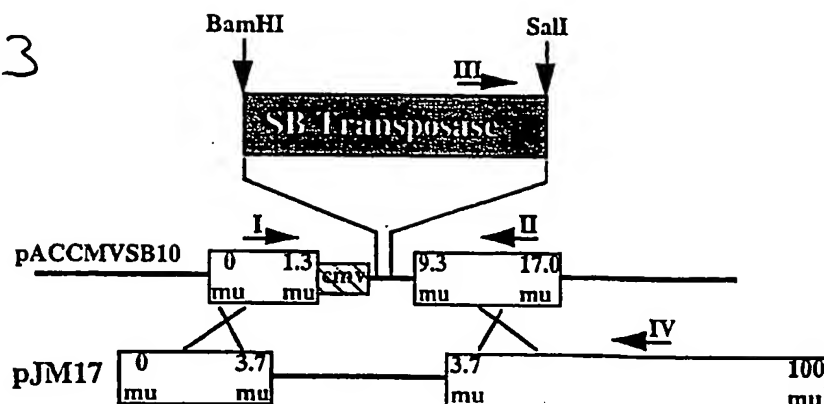 3
BamHI SalI
III
SB Transposase
I II
pACCMVSB10 0 1.3 cmv 9.3 17.0
mu mu mu mu
IV
pJM17 0 3.7 3.7 100
mu mu mu mu